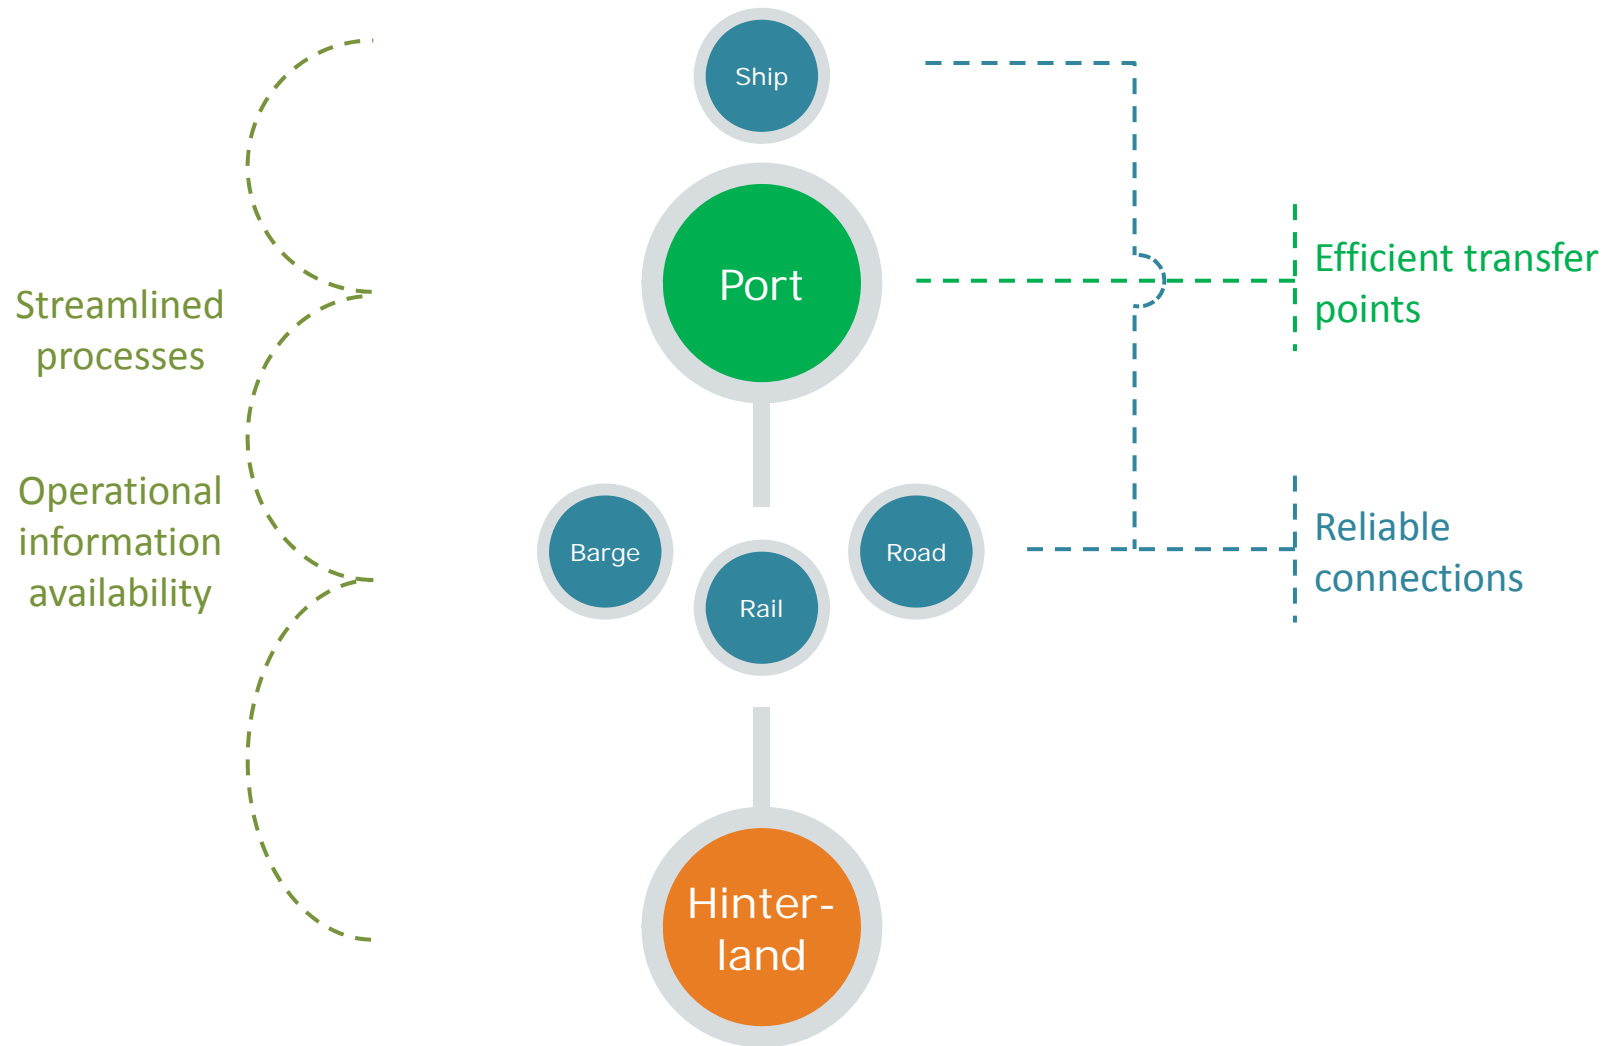 Ship
Port
Efficient transfer
points
Streamlined
processes
Operational
information
availability
Barge
Rail
Road
Reliable
connections
Hinter-
land